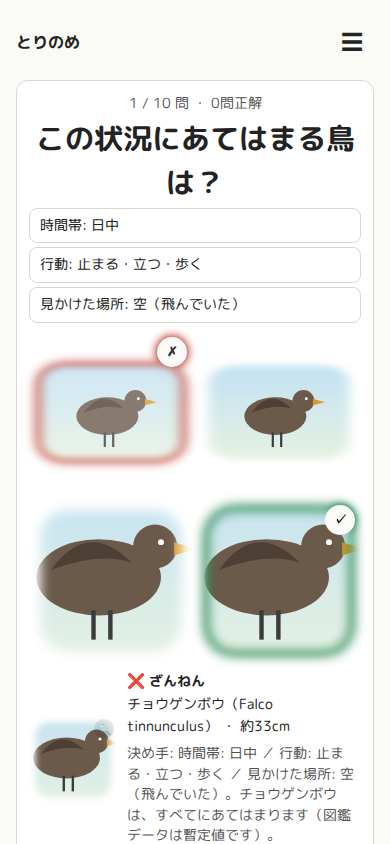 とりのめ
1 / 10 問 · 0問正解
この状況にあてはまる鳥
は？
時間帯: 日中
行動: 止まる・立つ・歩く
見かけた場所: 空（飛んでいた）
✗
✓
❌ ざんねん
チョウゲンボウ（Falco
tinnunculus） · 約33cm
決め手: 時間帯: 日中 ／ 行動: 止ま
る・立つ・歩く ／ 見かけた場所: 空
（飛んでいた）。チョウゲンボウ
は、すべてにあてはまります（図鑑
データは暫定値です）。